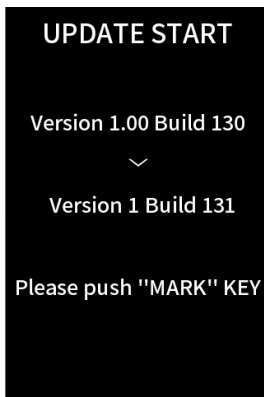 UPDATE START
Version 1.00 Build 130
Version 1 Build 131
Please push "MARK" KEY